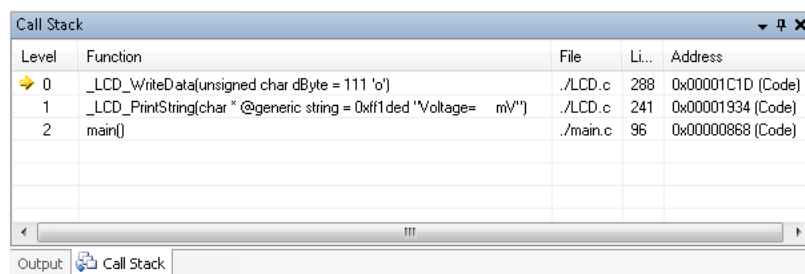 Call Stack
Level Function File Li... Address
0 _LCD_WriteData(unsigned char dByte = 111 'o') ./LCD.c 288 0x00001C1D (Code)
1 _LCD_PrintString(char * @generic string = 0xff1ded "Voltage=     mV") ./LCD.c 241 0x00001934 (Code)
2 main() ./main.c 96 0x00000868 (Code)
Output Call Stack